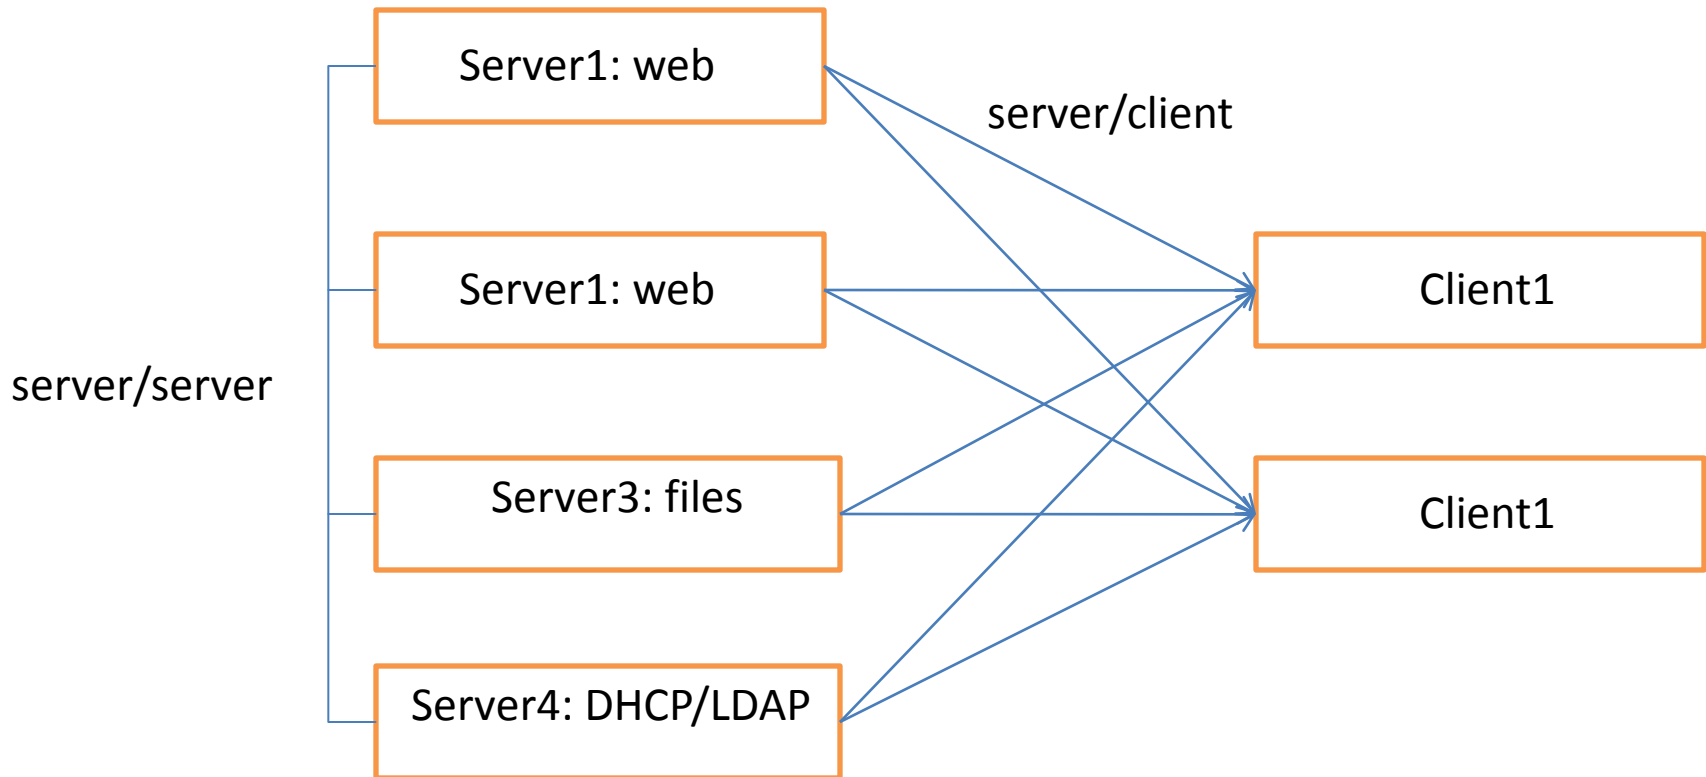 Server1: web
server/client
Server1: web
Client1
server/server
Server3: files
Client1
Server4: DHCP/LDAP